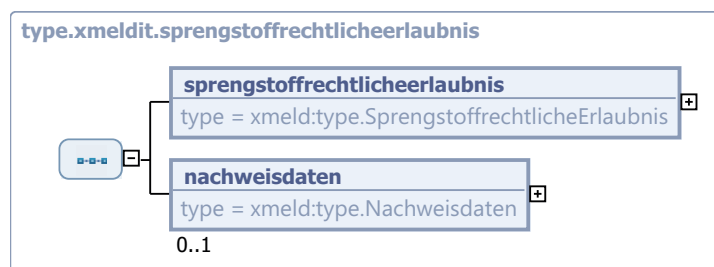 type.xmeldit.sprengstoffrechtlicheerlaubnis
sprengstoffrechtlicheerlaubnis
type = xmeld:type.SprengstoffrechtlicheErlaubnis
nachweisdaten
type = xmeld:type.Nachweisdaten
0..1